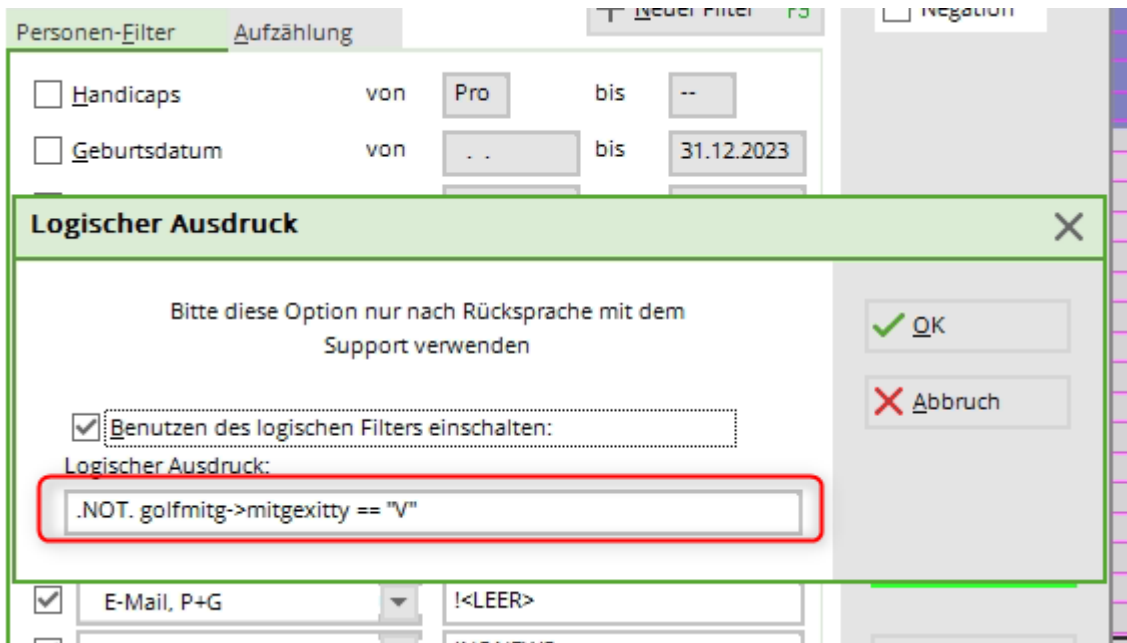 Neuer Filter F9
Negation
Personen-Filter Aufzählung
Handicaps von Pro bis --
Geburtsdatum von . . bis 31.12.2023
Logischer Ausdruck
Bitte diese Option nur nach Rücksprache mit dem
Support verwenden
OK
Abbruch
Benutzen des logischen Filters einschalten:
Logischer Ausdruck:
.NOT. golfmitg->mitgexitty == "V"
E-Mail, P+G !<LEER>